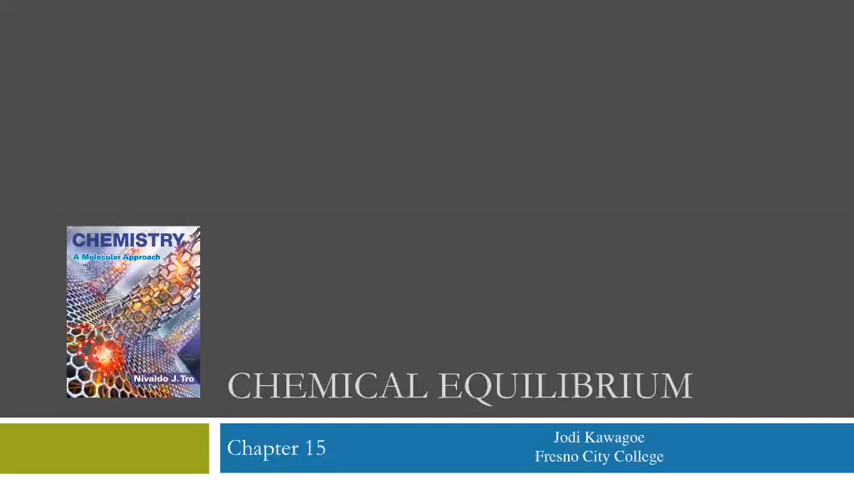 CHEMISTRY
A Molecular Approach
Nivaldo J. Tro
CHEMICAL EQUILIBRIUM
Chapter 15
Jodi Kawagoe
Fresno City College